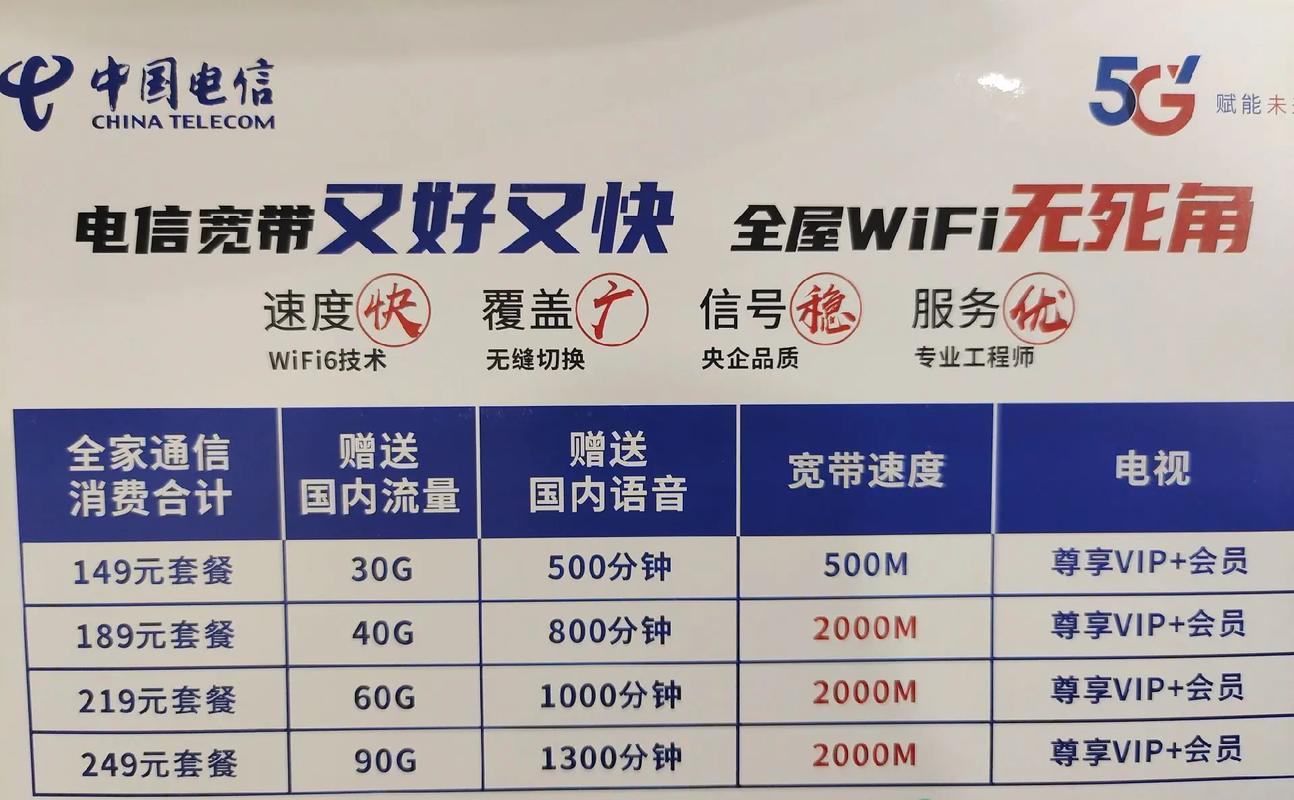 中国电信
CHINA TELECOM
5G 赋能未
电信宽带又好又快 全屋WiFi无死角
速度快 覆盖广 信号稳 服务优
WiFi6技术 无缝切换 央企品质 专业工程师
全家通信消费合计 赠送国内流量 赠送国内语音 宽带速度 电视
149元套餐 30G 500分钟 500M 尊享VIP+会员
189元套餐 40G 800分钟 2000M 尊享VIP+会员
219元套餐 60G 1000分钟 2000M 尊享VIP+会员
249元套餐 90G 1300分钟 2000M 尊享VIP+会员